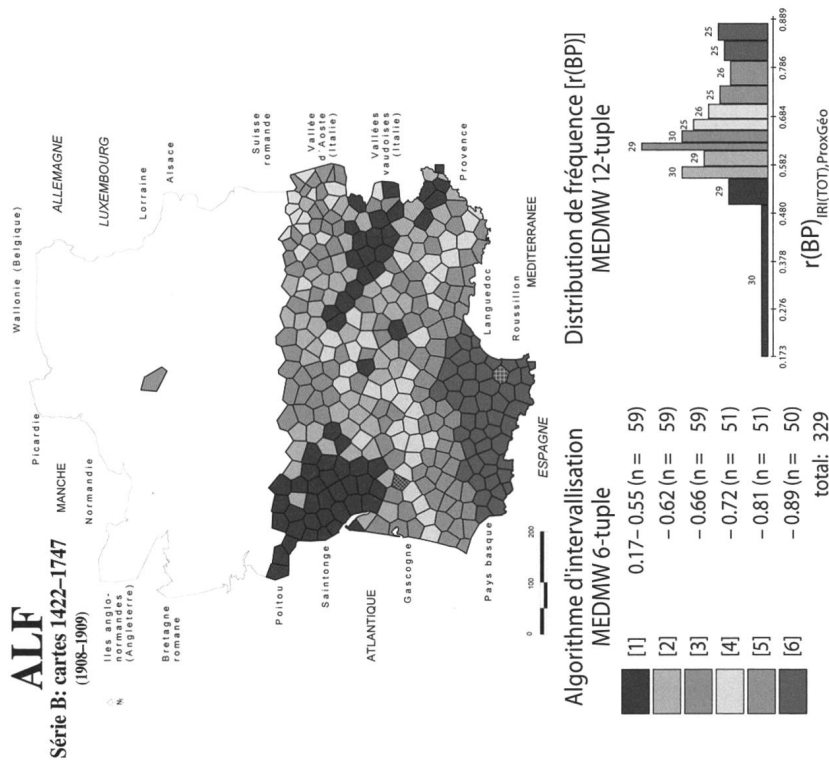 ALF
Série B: cartes 1422–1747
(1908–1909)
N
Iles anglo-
normandes
(Angleterre)
Bretagne
romane
Normandie
MANCHE
Picardie
Wallonie (Belgique)
ALLEMAGNE
LUXEMBOURG
Lorraine
Alsace
Suisse
romande
Vallée
d'Aoste
(Italie)
Vallées
vaudoises
(Italie)
Provence
Poitou
Saintonge
ATLANTIQUE
Gascogne
Pays basque
ESPAGNE
Languedoc
Roussillon
MEDITERRANEE
0 100 200
Algorithme d'intervallisation
MEDMW 6-tuple
[1] 0.17– 0.55 (n = 59)
[2] – 0.62 (n = 59)
[3] – 0.66 (n = 59)
[4] – 0.72 (n = 51)
[5] – 0.81 (n = 51)
[6] – 0.89 (n = 50)
total: 329
Distribution de fréquence [r(BP)]
MEDMW 12-tuple
30 29 30 29 29 30 25 26 25 26 25 25
0.173 0.276 0.378 0.480 0.582 0.684 0.786 0.889
r(BP)IRI(TOT),ProxGéo